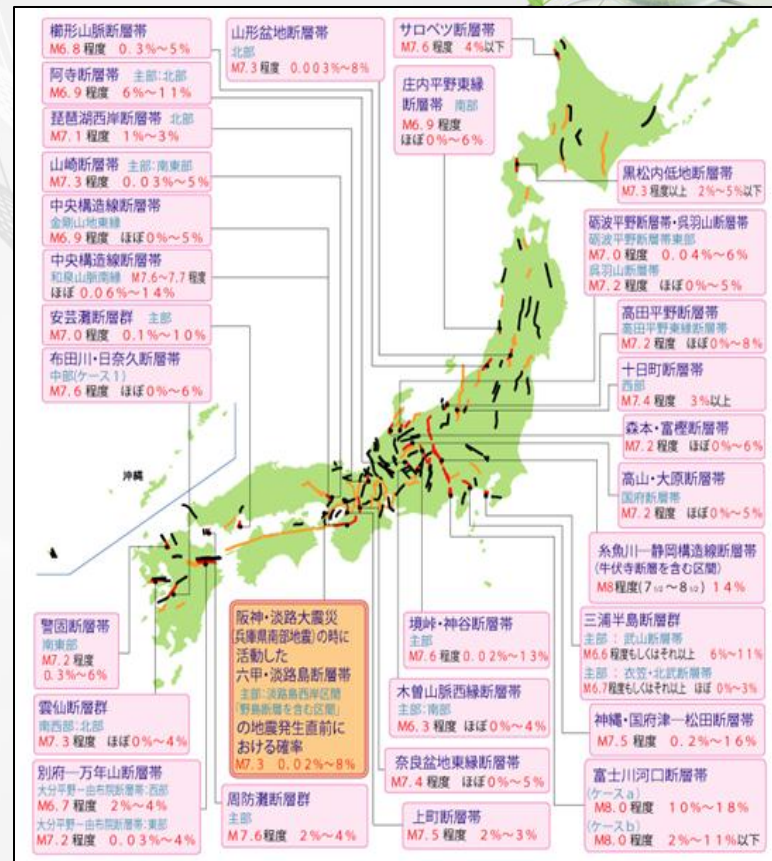 櫛形山脈断層帯
M6.8 程度 0.3%～5%
阿寺断層帯 主部:北部
M6.9 程度 6%～11%
琵琶湖西岸断層帯 北部
M7.1 程度 1%～3%
山崎断層帯 主部:南東部
M7.3 程度 0.03%～5%
中央構造線断層帯
金剛山地東縁
M6.9 程度 ほぼ0%～5%
中央構造線断層帯
和泉山脈南縁 M7.6～7.7 程度
ほぼ 0.06%～14%
安芸灘断層群 主部
M7.0 程度 0.1%～10%
布田川・日奈久断層帯
中部(ケース1)
M7.6 程度 ほぼ0%～6%
山形盆地断層帯
北部
M7.3 程度 0.003%～8%
サロベツ断層帯
M7.6 程度 4%以下
庄内平野東縁
断層帯 南部
M6.9 程度
ほぼ0%～6%
黒松内低地断層帯
M7.3 程度以上 2%～5%以下
砺波平野断層帯・呉羽山断層帯
砺波平野断層帯東部
M7.0 程度 0.04%～6%
呉羽山断層帯
M7.2 程度 ほぼ0%～5%
高田平野断層帯
高田平野東縁断層帯
M7.2 程度 ほぼ0%～8%
十日町断層帯
西部
M7.4 程度 3%以上
森本・富樫断層帯
M7.2 程度 ほぼ0%～6%
高山・大原断層帯
国府断層帯
M7.2 程度 ほぼ0%～5%
糸魚川―静岡構造線断層帯
(牛伏寺断層を含む区間)
M8程度(7 1/2～8 1/2) 14%
沖縄
警固断層帯
南東部
M7.2 程度
0.3%～6%
雲仙断層群
南西部:北部
M7.3 程度 ほぼ0%～4%
別府―万年山断層帯
大分平野―由布院断層帯:西部
M6.7 程度 2%～4%
大分平野―由布院断層帯:東部
M7.2 程度 0.03%～4%
阪神・淡路大震災
(兵庫県南部地震)の時に
活動した
六甲・淡路島断層帯
主部:淡路島西岸区間
「野島断層を含む区間」
の地震発生直前に
おける確率
M7.3 0.02%～8%
周防灘断層群
主部
M7.6程度 2%～4%
境峠・神谷断層帯
主部
M7.6程度 0.02%～13%
木曽山脈西縁断層帯
主部:南部
M6.3 程度 ほぼ0%～4%
奈良盆地東縁断層帯
M7.4 程度 ほぼ0%～5%
上町断層帯
M7.5 程度 2%～3%
三浦半島断層群
主部 : 武山断層帯
M6.6 程度もしくはそれ以上 6%～11%
主部 : 衣笠・北武断層帯
M6.7程度もしくはそれ以上 ほぼ 0%～3%
神縄・国府津―松田断層帯
M7.5 程度 0.2%～16%
富士川河口断層帯
(ケースa)
M8.0 程度 10%～18%
(ケースb)
M8.0 程度 2%～11%以下